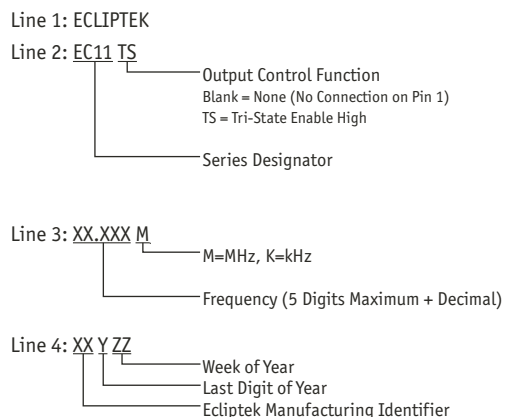 Line 1: ECLIPTEK
Line 2: EC11 TS
Output Control Function
Blank = None (No Connection on Pin 1)
TS = Tri-State Enable High
Series Designator
Line 3: XX.XXX M
M=MHz, K=kHz
Frequency (5 Digits Maximum + Decimal)
Line 4: XX Y ZZ
Week of Year
Last Digit of Year
Ecliptek Manufacturing Identifier